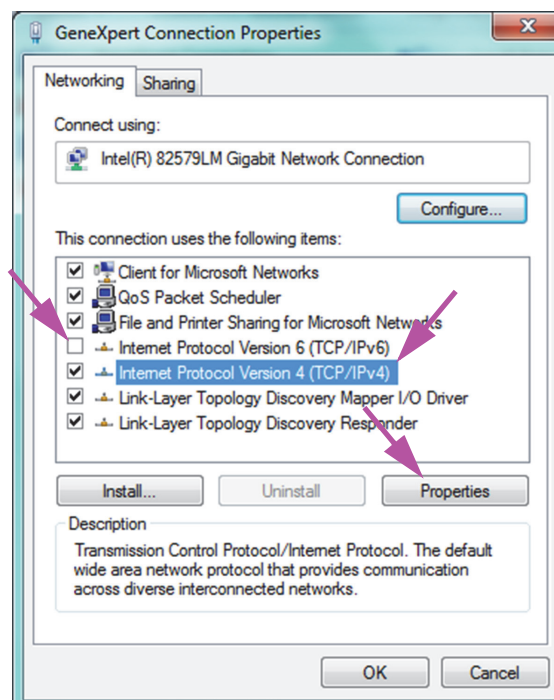 GeneXpert Connection Properties
Networking
Sharing
Connect using:
Intel(R) 82579LM Gigabit Network Connection
Configure...
This connection uses the following items:
Client for Microsoft Networks
QoS Packet Scheduler
File and Printer Sharing for Microsoft Networks
Internet Protocol Version 6 (TCP/IPv6)
Internet Protocol Version 4 (TCP/IPv4)
Link-Layer Topology Discovery Mapper I/O Driver
Link-Layer Topology Discovery Responder
Install...
Uninstall
Properties
Description
Transmission Control Protocol/Internet Protocol. The default
wide area network protocol that provides communication
across diverse interconnected networks.
OK
Cancel